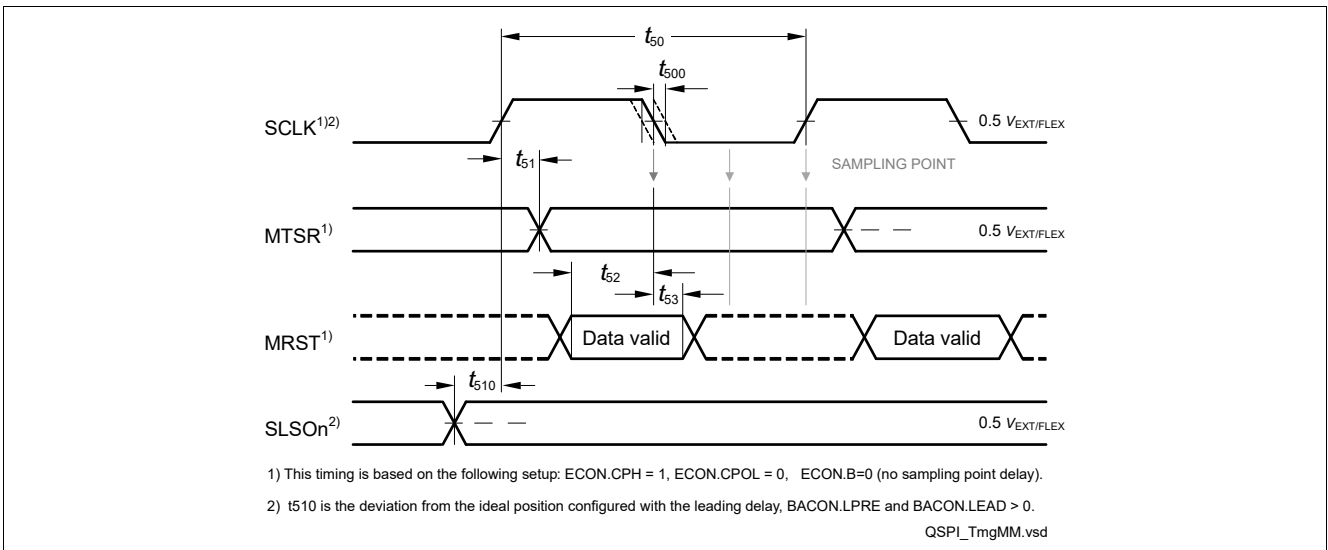 t50
t500
SCLK1)2)
0.5 VEXT/FLEX
t51
SAMPLING POINT
MTSR1)
0.5 VEXT/FLEX
t52
t53
MRST1)
Data valid
Data valid
t510
SLSOn2)
0.5 VEXT/FLEX
1) This timing is based on the following setup: ECON.CPH = 1, ECON.CPOL = 0, ECON.B=0 (no sampling point delay).
2) t510 is the deviation from the ideal position configured with the leading delay, BACON.LPRE and BACON.LEAD > 0.
QSPI_TmgMM.vsd